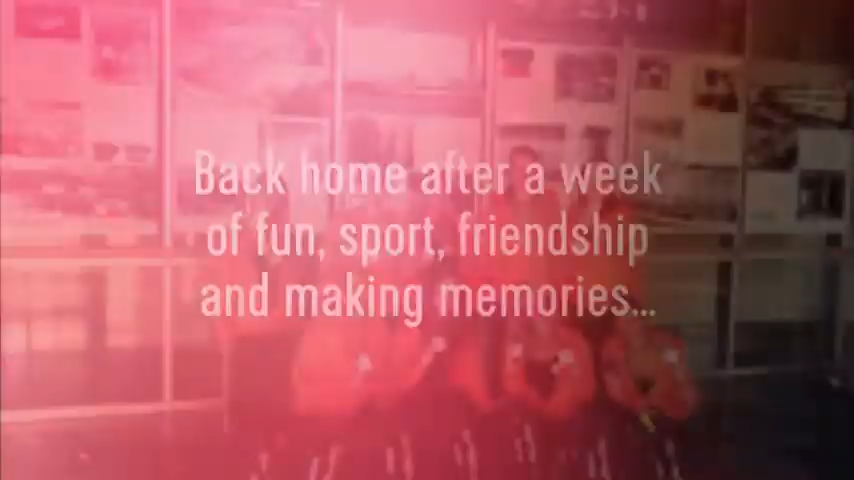 Back home after a week
of fun, sport, friendship
and making memories...